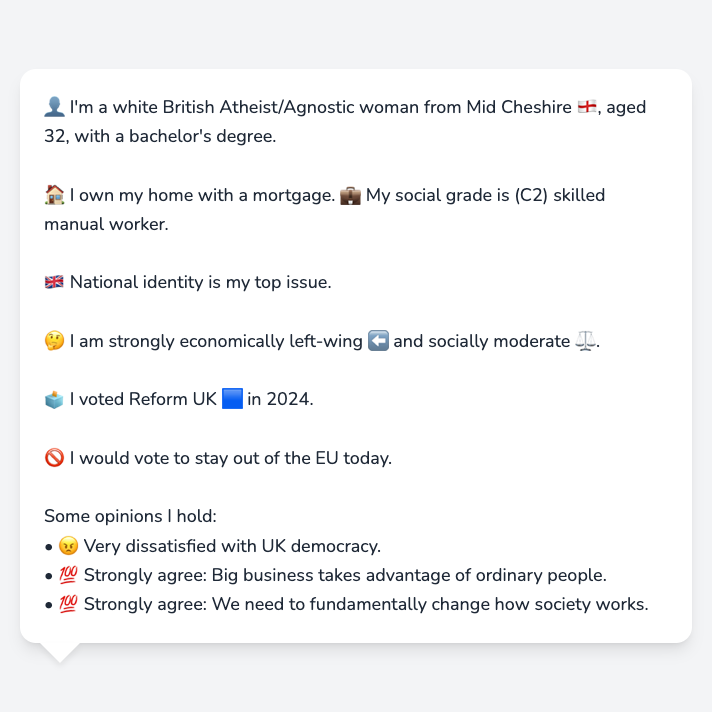 👤 I'm a white British Atheist/Agnostic woman from Mid Cheshire 🏴󠁧󠁢󠁥󠁮󠁧󠁿, aged
32, with a bachelor's degree.
🏠 I own my home with a mortgage. 💼 My social grade is (C2) skilled
manual worker.
🇬🇧 National identity is my top issue.
🤔 I am strongly economically left-wing ⬅️ and socially moderate ⚖️.
🗳️ I voted Reform UK 🟦 in 2024.
🚫 I would vote to stay out of the EU today.
Some opinions I hold:
• 😠 Very dissatisfied with UK democracy.
• 💯 Strongly agree: Big business takes advantage of ordinary people.
• 💯 Strongly agree: We need to fundamentally change how society works.